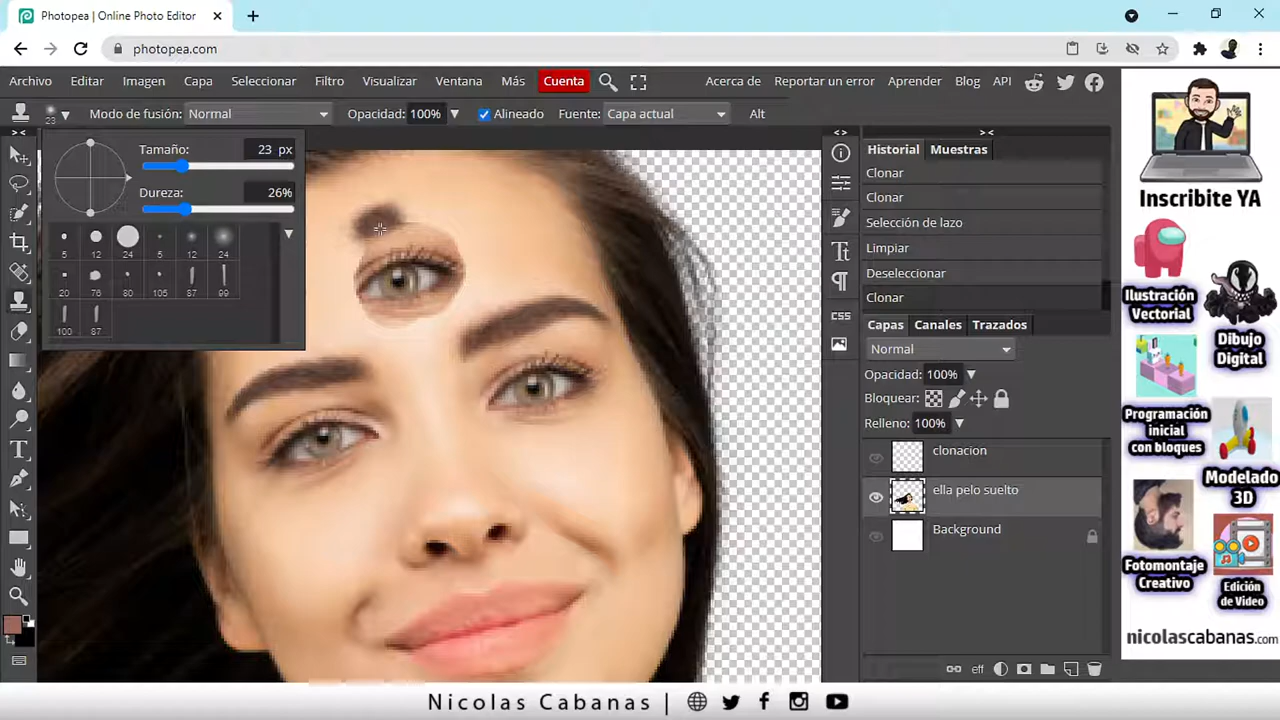 Photopea | Online Photo Editor
photopea.com
Archivo Editar Imagen Capa Seleccionar Filtro Visualizar Ventana Más Cuenta Acerca de Reportar un error Aprender Blog API
23 Modo de fusión: Normal Opacidad: 100% Alineado Fuente: Capa actual Alt
Tamaño: 23 px
Dureza: 26%
5 12 24 5 12 24
20 76 80 105 87 99
100 87
Historial Muestras
Clonar
Clonar
Selección de lazo
Limpiar
Deseleccionar
Clonar
CSS
Capas Canales Trazados
Normal
Opacidad: 100%
Bloquear:
Relleno: 100%
clonacion
ella pelo suelto
Background
eff
Inscribite YA
Ilustración
Vectorial
Dibujo
Digital
Programación
inicial
con bloques
Modelado
3D
Fotomontaje
Creativo
Edición
de Video
nicolascabanas.com
Nicolas Cabanas |